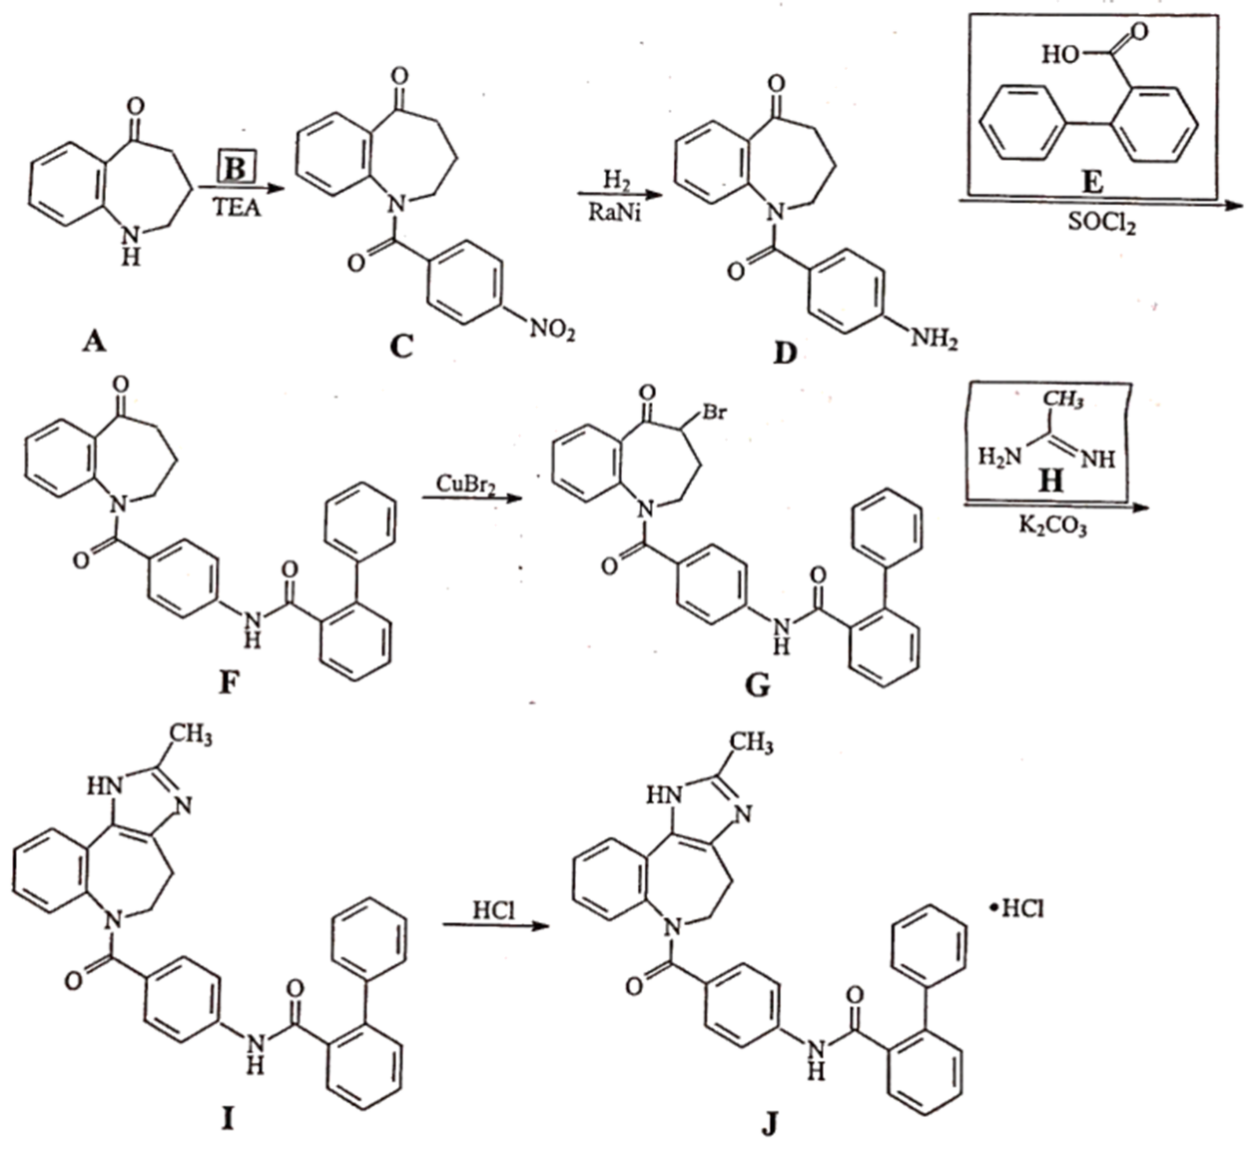 O
N
H
A
B
TEA
O
N
O
NO₂
C
H₂
RaNi
O
N
O
NH₂
D
HO
O
E
SOCl₂
O
N
O
O
N
H
F
CuBr₂
O
Br
N
O
O
N
H
G
CH₃
H₂N
NH
H
K₂CO₃
CH₃
HN
N
N
O
O
N
H
I
HCl
CH₃
HN
N
N
O
O
N
H
•HCl
J